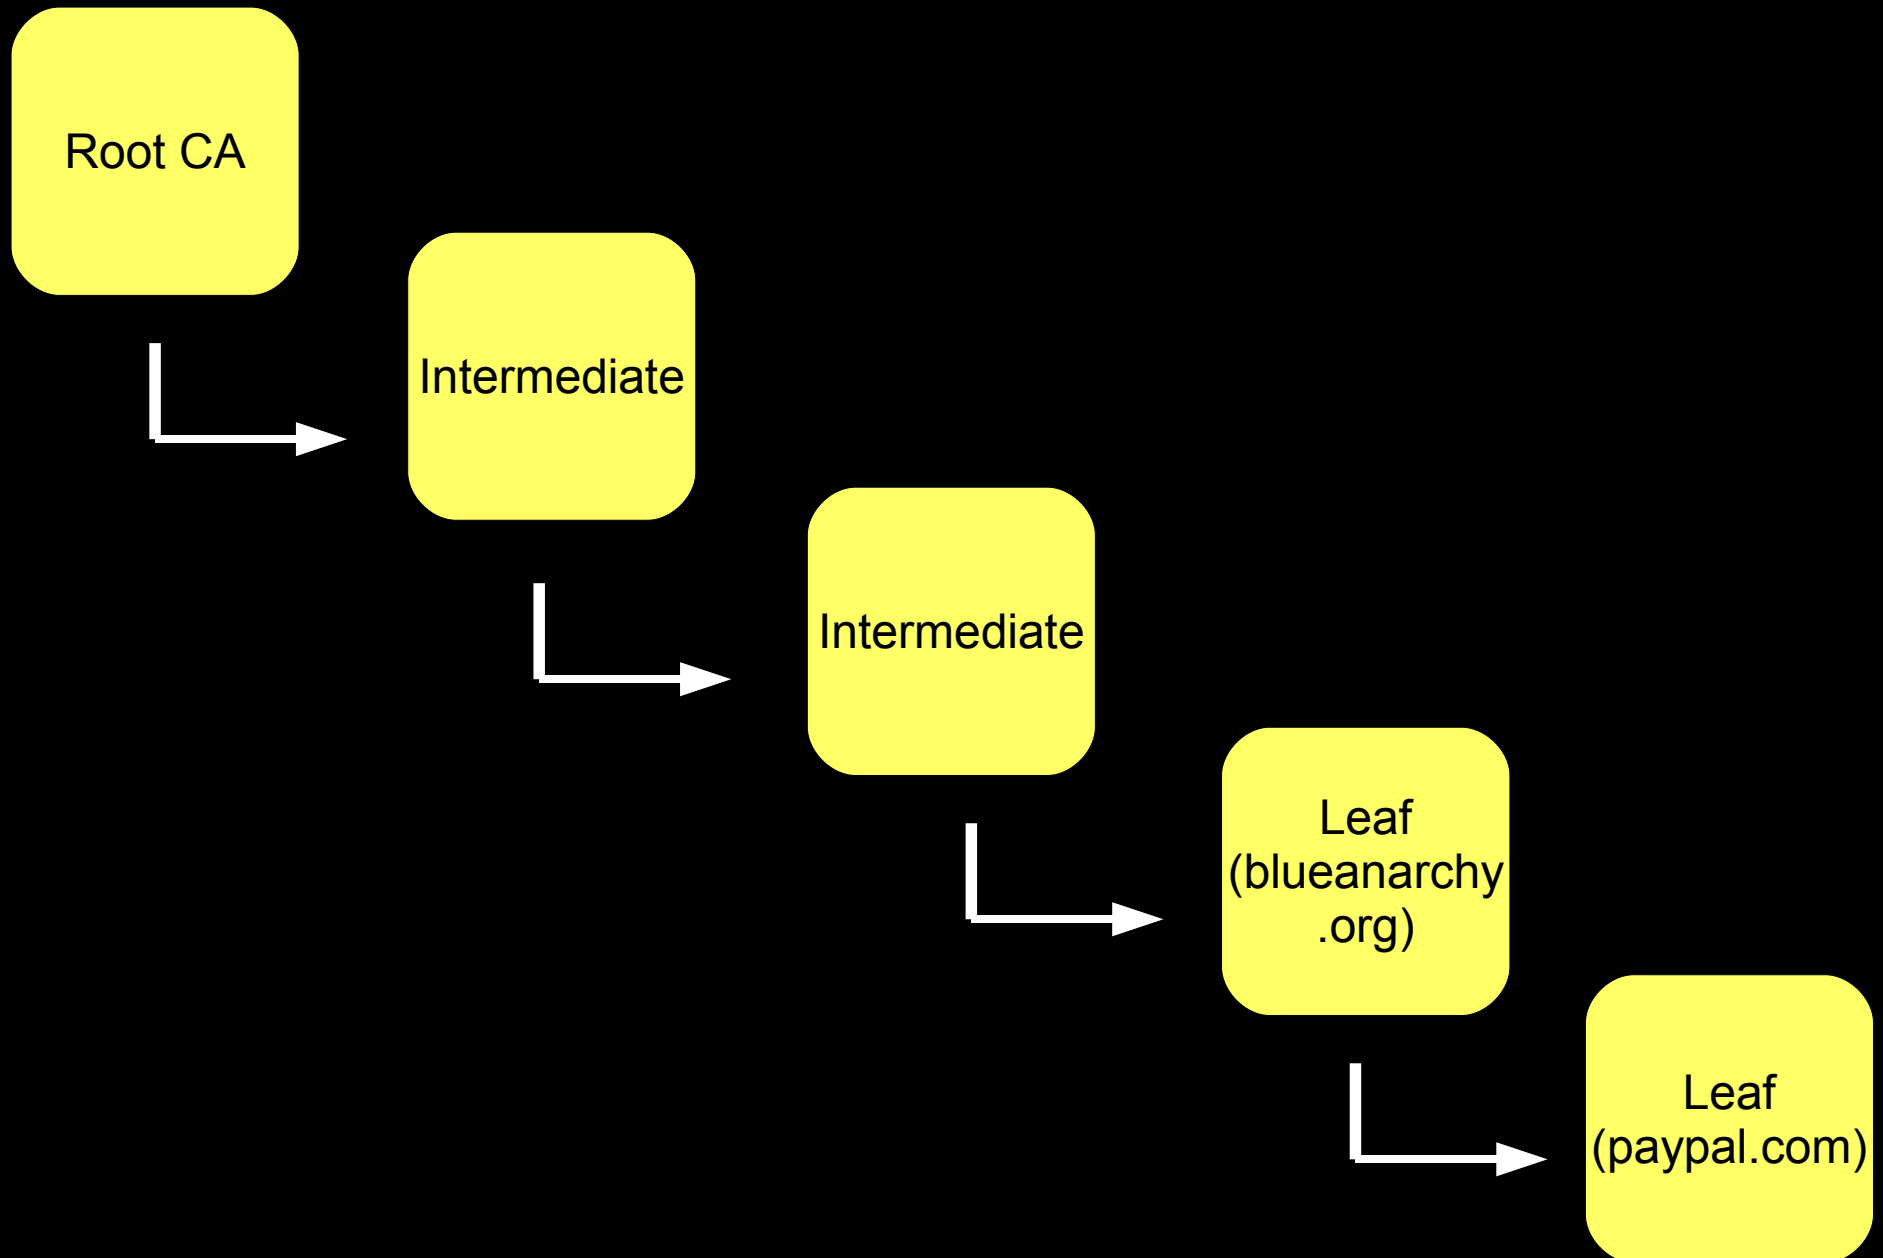 Root CA
Intermediate
Intermediate
Leaf
(blueanarchy
.org)
Leaf
(paypal.com)